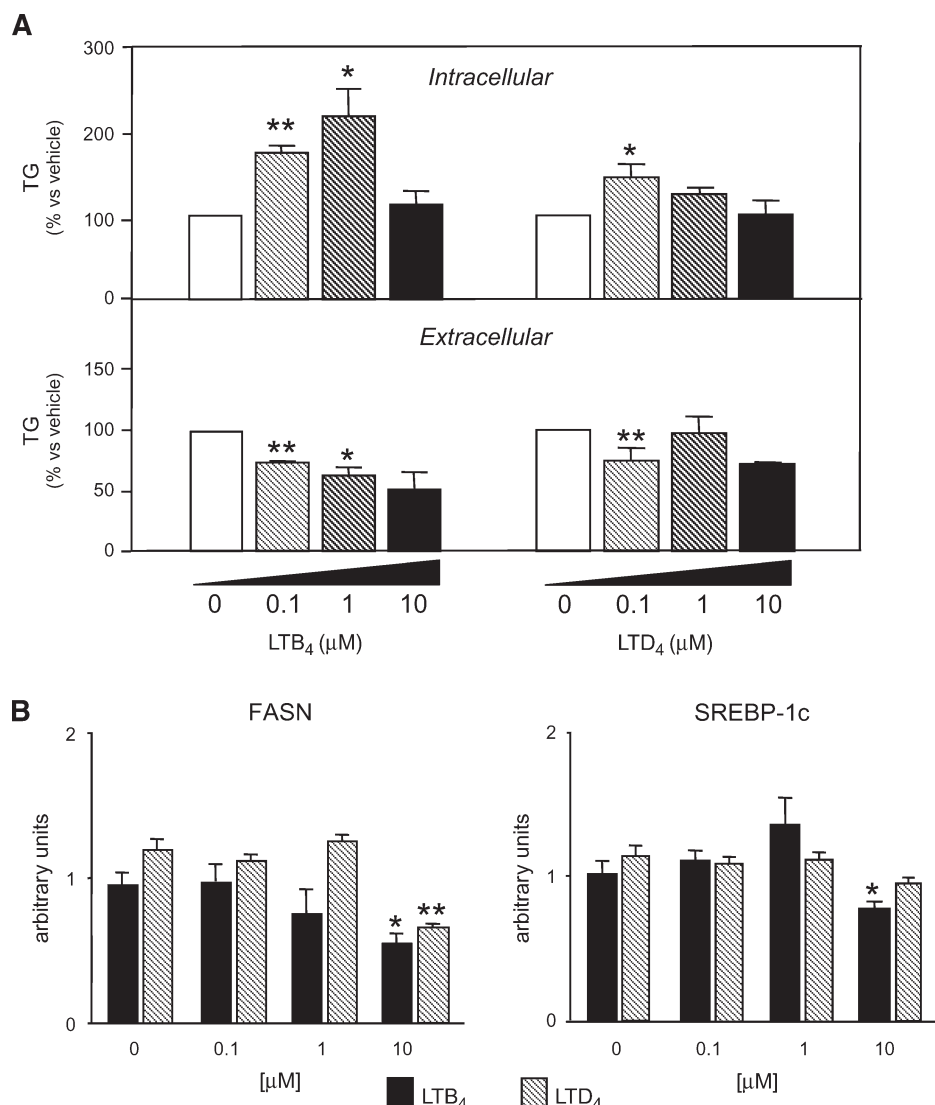 A
300
200
100
0
TG
(% vs vehicle)
Intracellular
**
*
*
150
100
50
0
TG
(% vs vehicle)
Extracellular
**
*
**
0 0.1 1 10
LTB4 (μM)
0 0.1 1 10
LTD4 (μM)
B
FASN
2
1
0
arbitrary units
*
**
0 0.1 1 10
[μM]
SREBP-1c
2
1
0
arbitrary units
*
0 0.1 1 10
[μM]
LTB4
LTD4